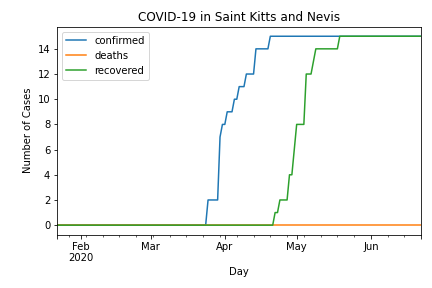 COVID-19 in Saint Kitts and Nevis
confirmed
deaths
recovered
14
12
10
8
6
4
2
0
Number of Cases
Feb Mar Apr May Jun
2020
Day